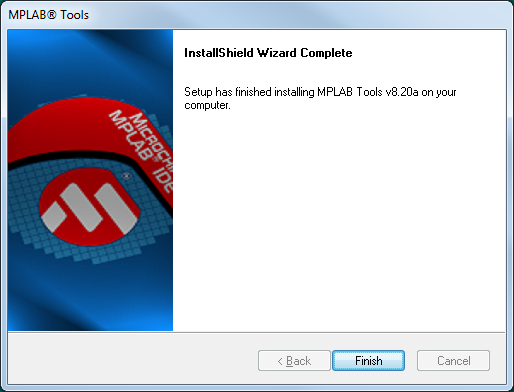 MPLAB® Tools
InstallShield Wizard Complete
Setup has finished installing MPLAB Tools v8.20a on your
computer.
Microchip
MPLAB® IDE
®
< Back
Finish
Cancel